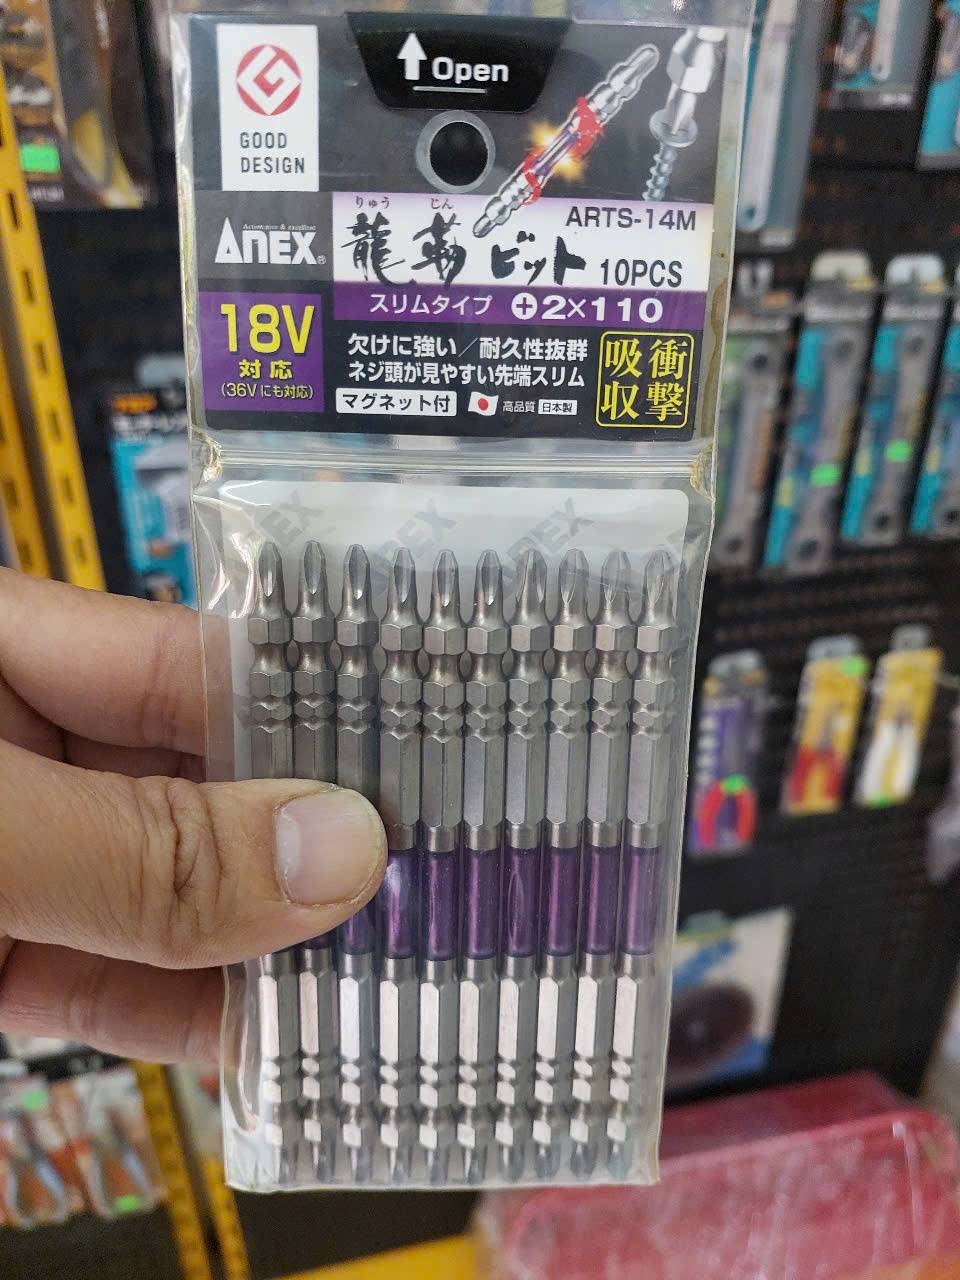 Open
GOOD
DESIGN
Activeness & excellent
ANEX®
りゅう じん
龍靭ビット
ARTS-14M
10PCS
スリムタイプ ⊕2×110
18V
対応
(36Vにも対応)
欠けに強い/耐久性抜群
ネジ頭が見やすい先端スリム
マグネット付
高品質 日本製
衝撃
吸収
ANEX